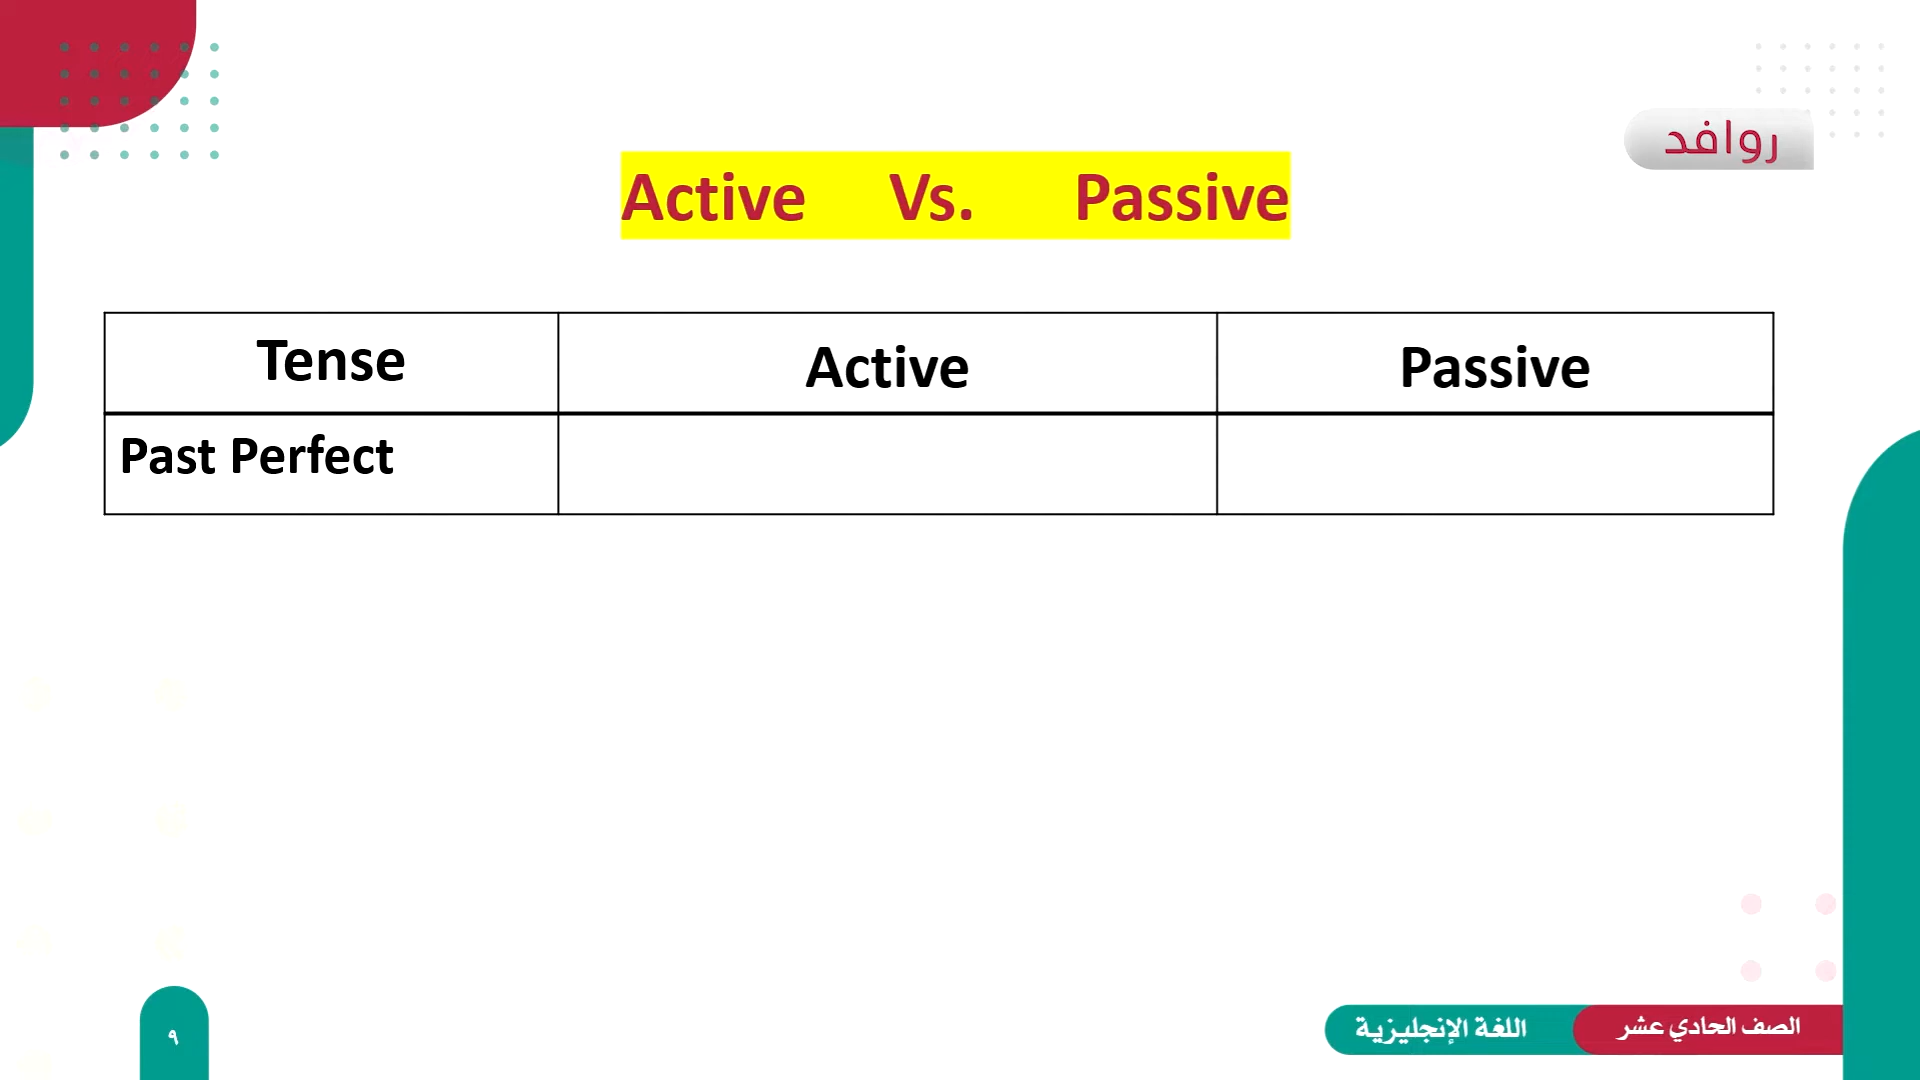 روافد
Active Vs. Passive
Tense Active Passive
Past Perfect
٩
اللغة الإنجليزية
الصف الحادي عشر